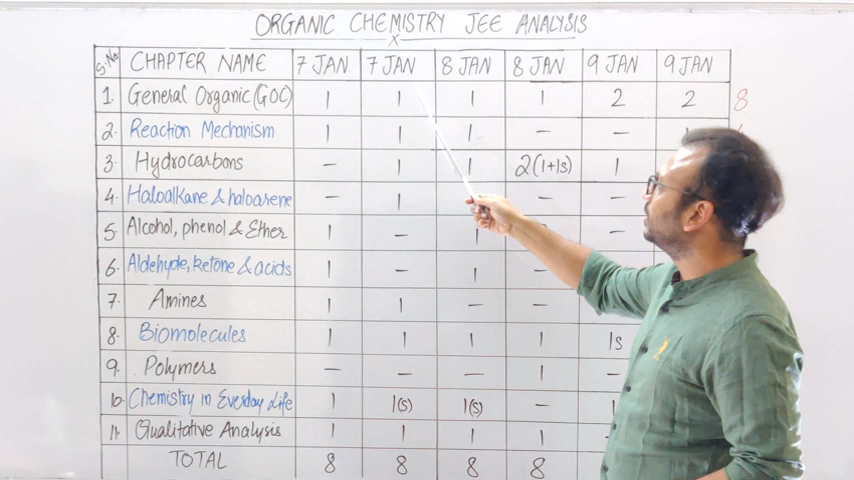 ORGANIC CHEMISTRY JEE ANALYSIS
x
S.No CHAPTER NAME 7 JAN 7 JAN 8 JAN 8 JAN 9 JAN 9 JAN
1. General Organic (GOC) 1 1 1 1 2 2 8
2. Reaction Mechanism 1 1 1 - -
3. Hydrocarbons - 1 1 2(1+1s) 1
4. Haloalkane & haloarene - 1 - -
5. Alcohol, phenol & Ether 1 - 1 -
6. Aldehyde, ketone & acids 1 - 1 -
7. Amines 1 1 - -
8. Biomolecules 1 1 1 1 1s
9. Polymers - - - 1
10. Chemistry in Everyday Life 1 1(s) 1(s) - 1
11. Qualitative Analysis 1 1 1 1
TOTAL 8 8 8 8